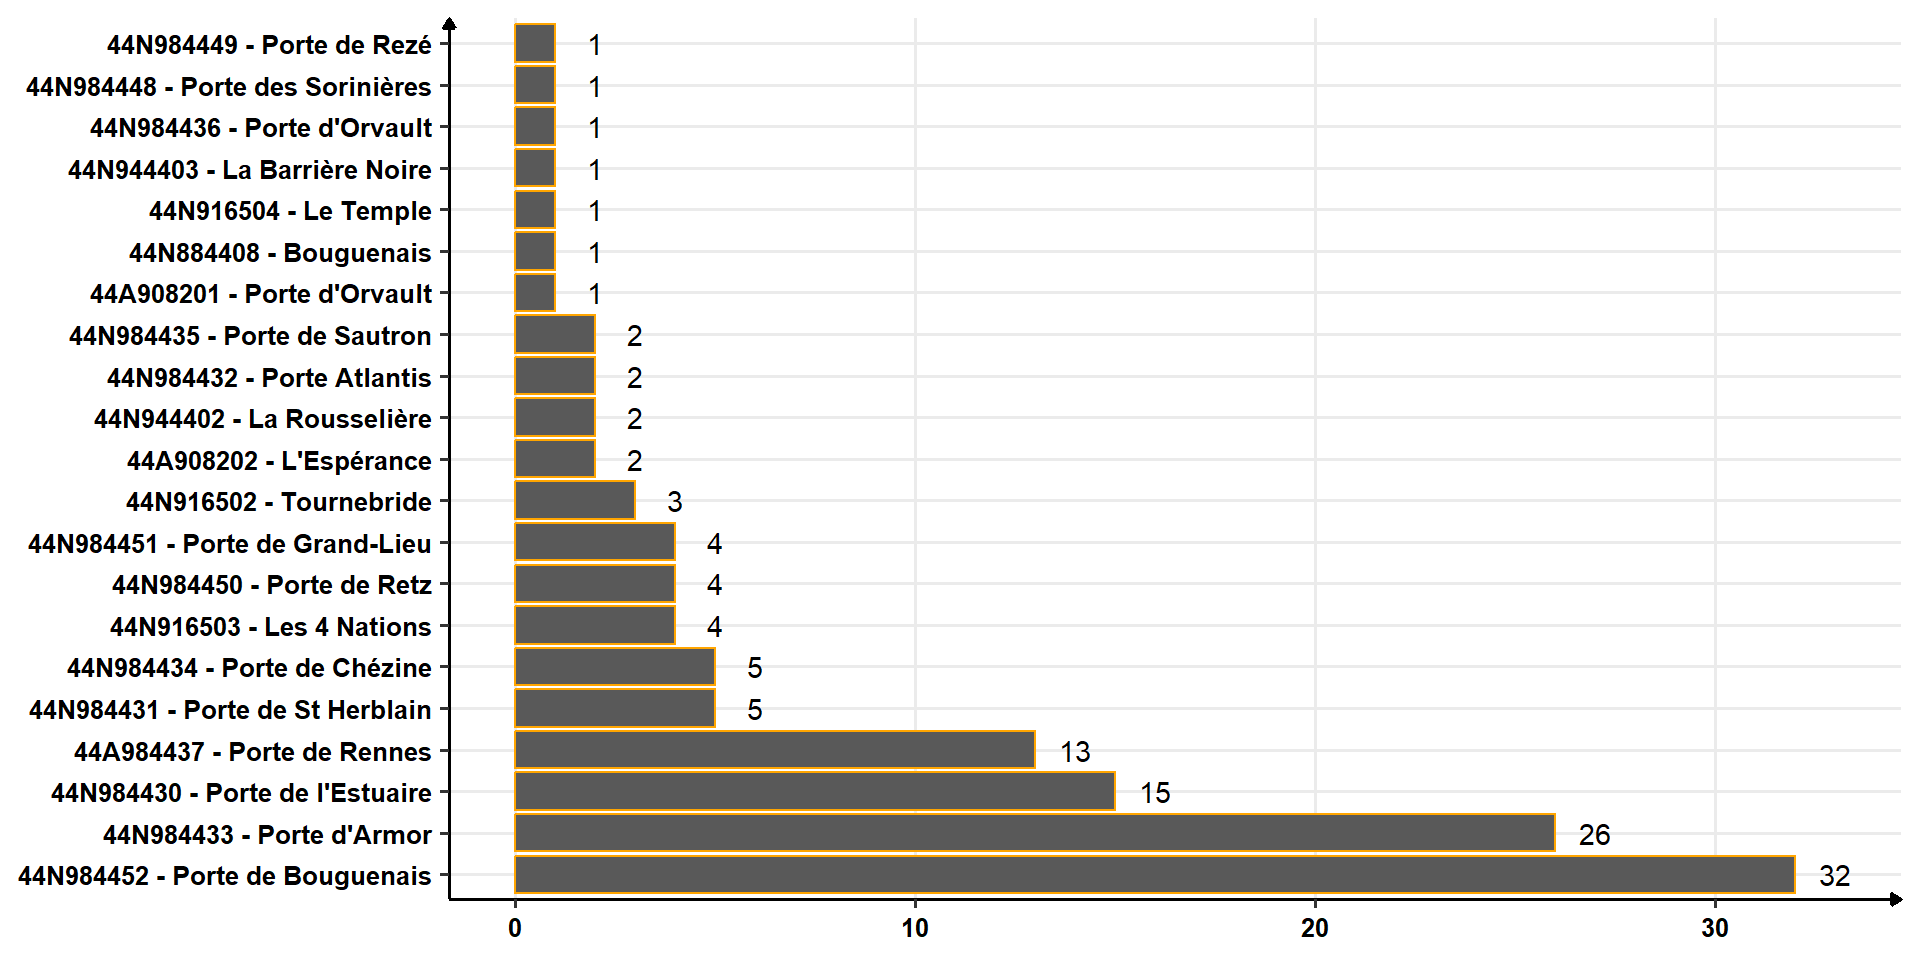 44N984449 - Porte de Rezé 1
44N984448 - Porte des Sorinières 1
44N984436 - Porte d'Orvault 1
44N944403 - La Barrière Noire 1
44N916504 - Le Temple 1
44N884408 - Bouguenais 1
44A908201 - Porte d'Orvault 1
44N984435 - Porte de Sautron 2
44N984432 - Porte Atlantis 2
44N944402 - La Rousselière 2
44A908202 - L'Espérance 2
44N916502 - Tournebride 3
44N984451 - Porte de Grand-Lieu 4
44N984450 - Porte de Retz 4
44N916503 - Les 4 Nations 4
44N984434 - Porte de Chézine 5
44N984431 - Porte de St Herblain 5
44A984437 - Porte de Rennes 13
44N984430 - Porte de l'Estuaire 15
44N984433 - Porte d'Armor 26
44N984452 - Porte de Bouguenais 32
0 10 20 30